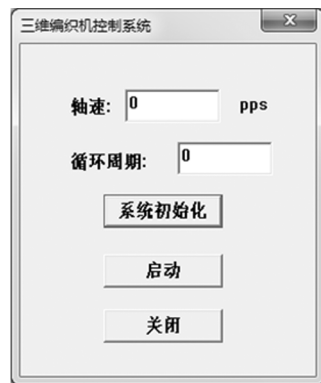 三维编织机控制系统
轴速: 0 pps
循环周期: 0
系统初始化
启动
关闭